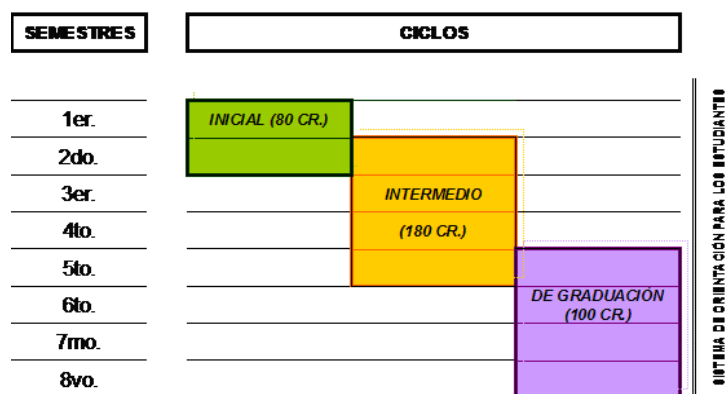 SEMESTRES
CICLOS
1er.
INICIAL (80 CR.)
2do.
3er.
INTERMEDIO
4to.
(180 CR.)
5to.
6to.
DE GRADUACIÓN
(100 CR.)
7mo.
8vo.
SISTEMA DE ORIENTACIÓN PARA LOS ESTUDIANTES